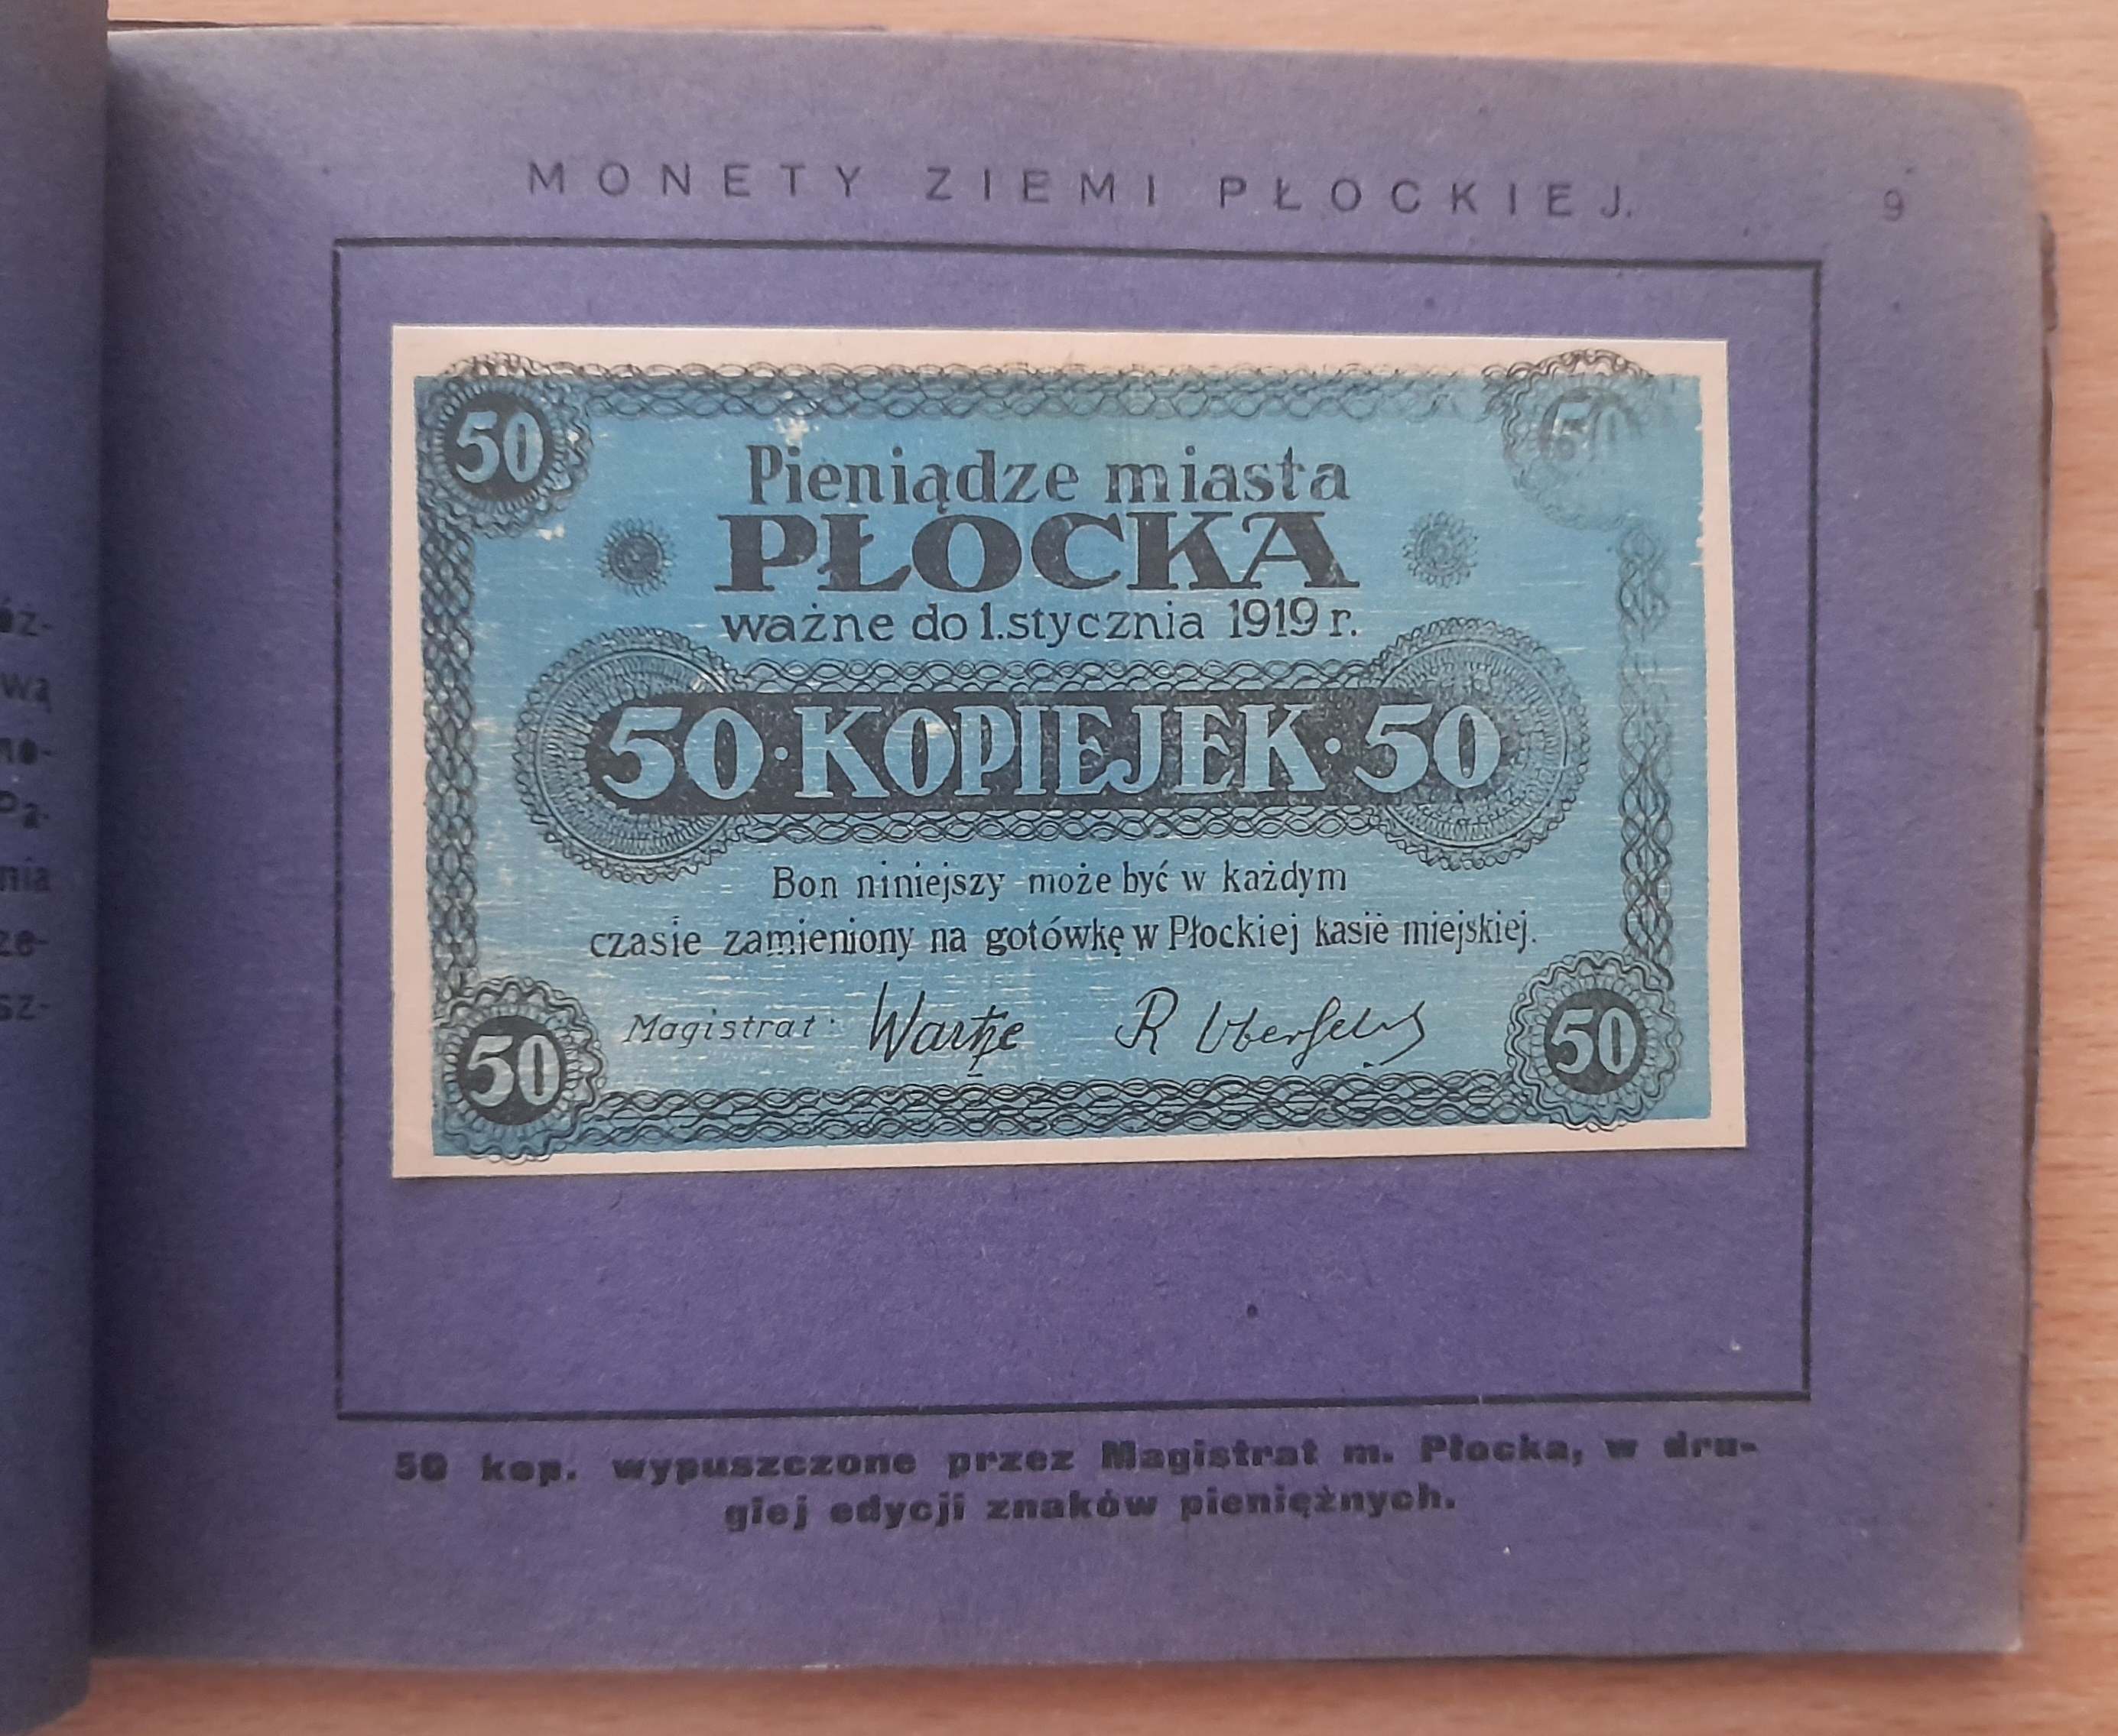 MONETY ZIEMI PŁOCKIEJ. 9
50 50
Pieniądze miasta
PŁOCKA
ważne do 1. stycznia 1919 r.
50·KOPIEJEK·50
Bon niniejszy może być w każdym
czasie zamieniony na gotówkę w Płockiej kasie miejskiej.
Magistrat:
50 50
50 kop. wypuszczone przez Magistrat m. Płocka, w dru-
giej edycji znaków pieniężnych.